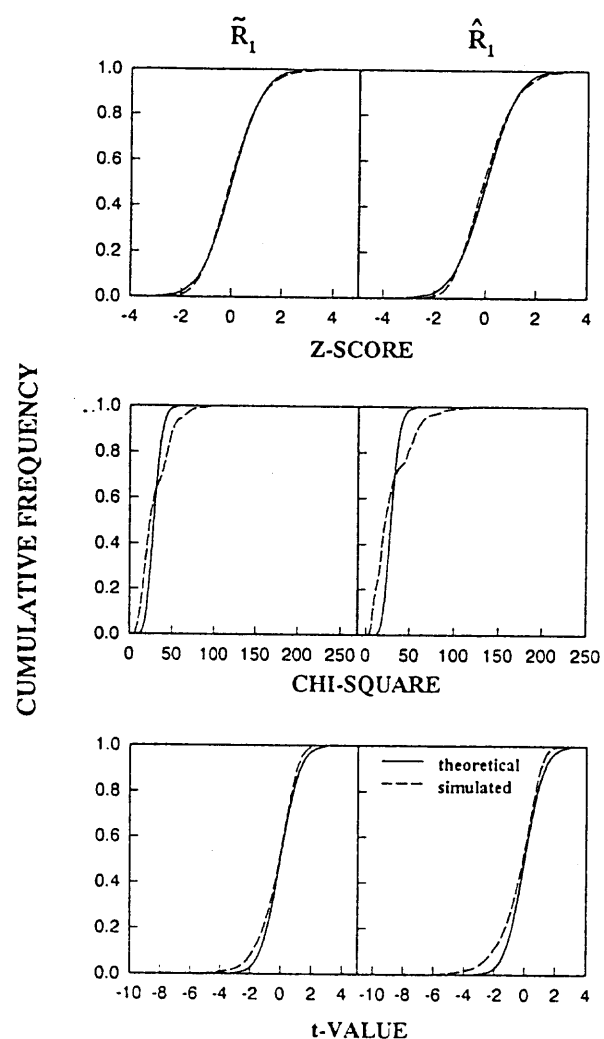 R̃₁ R̂₁
1.0
0.8
0.6
0.4
0.2
0.0
-4 -2 0 2 4 -4 -2 0 2 4
Z-SCORE
CUMULATIVE FREQUENCY
1.0
0.8
0.6
0.4
0.2
0.0
0 50 100 150 200 250 0 50 100 150 200 250
CHI-SQUARE
1.0
0.8
0.6
0.4
0.2
0.0
theoretical
simulated
-10 -8 -6 -4 -2 0 2 4 -10 -8 -6 -4 -2 0 2 4
t-VALUE